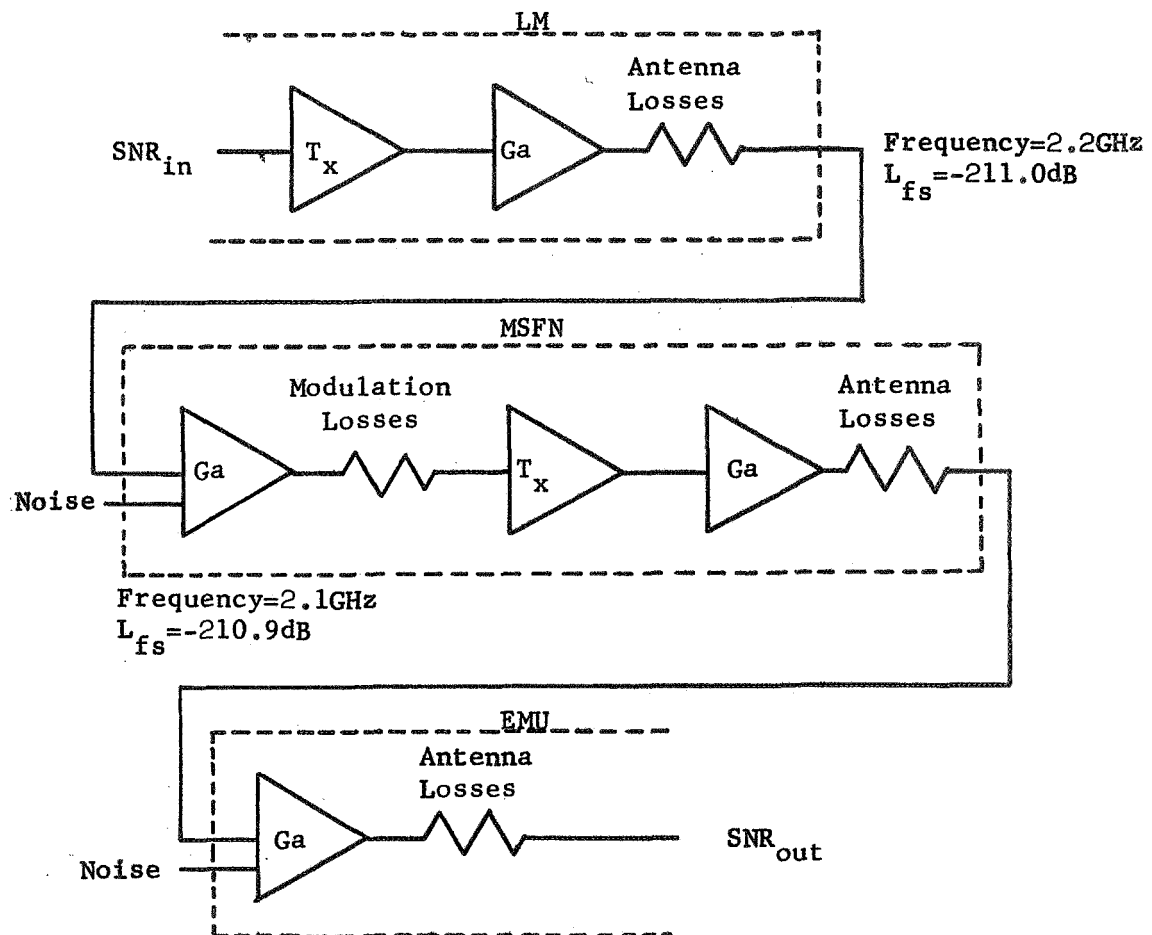 LM
Antenna
Losses
SNR_in
T_x
Ga
Frequency=2.2GHz
L_fs=-211.0dB
MSFN
Modulation
Losses
Antenna
Losses
Ga
T_x
Ga
Noise
Frequency=2.1GHz
L_fs=-210.9dB
EMU
Antenna
Losses
Ga
SNR_out
Noise